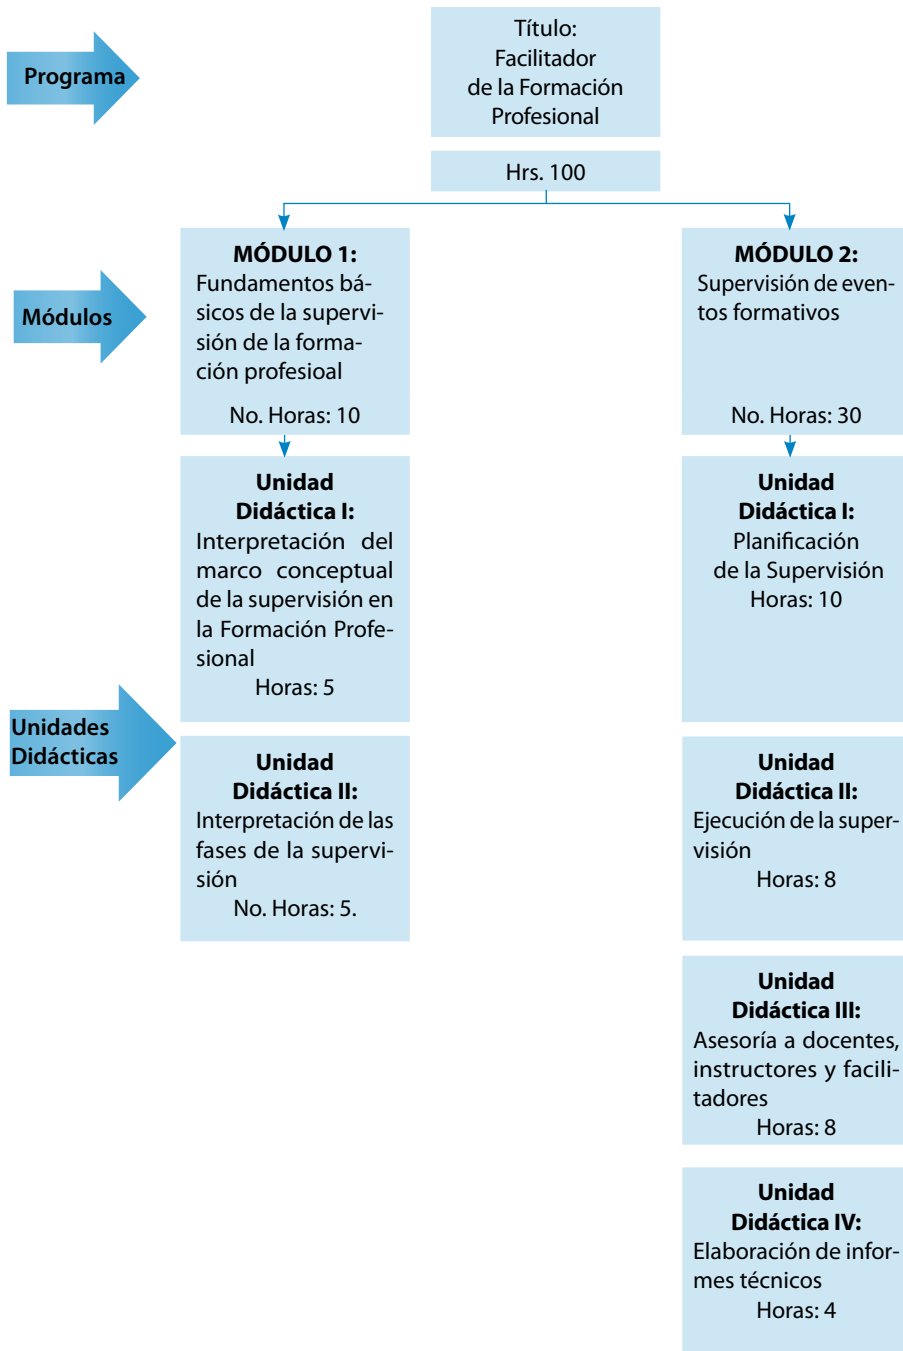 Programa
Título:
Facilitador
de la Formación
Profesional
Hrs. 100
Módulos
MÓDULO 1:
Fundamentos bá-
sicos de la supervi-
sión de la forma-
ción profesioal
No. Horas: 10
MÓDULO 2:
Supervisión de even-
tos formativos
No. Horas: 30
Unidades
Didácticas
Unidad
Didáctica I:
Interpretación del
marco conceptual
de la supervisión en
la Formación Profe-
sional
Horas: 5
Unidad
Didáctica II:
Interpretación de las
fases de la supervi-
sión
No. Horas: 5.
Unidad
Didáctica I:
Planificación
de la Supervisión
Horas: 10
Unidad
Didáctica II:
Ejecución de la super-
visión
Horas: 8
Unidad
Didáctica III:
Asesoría a docentes,
instructores y facili-
tadores
Horas: 8
Unidad
Didáctica IV:
Elaboración de infor-
mes técnicos
Horas: 4